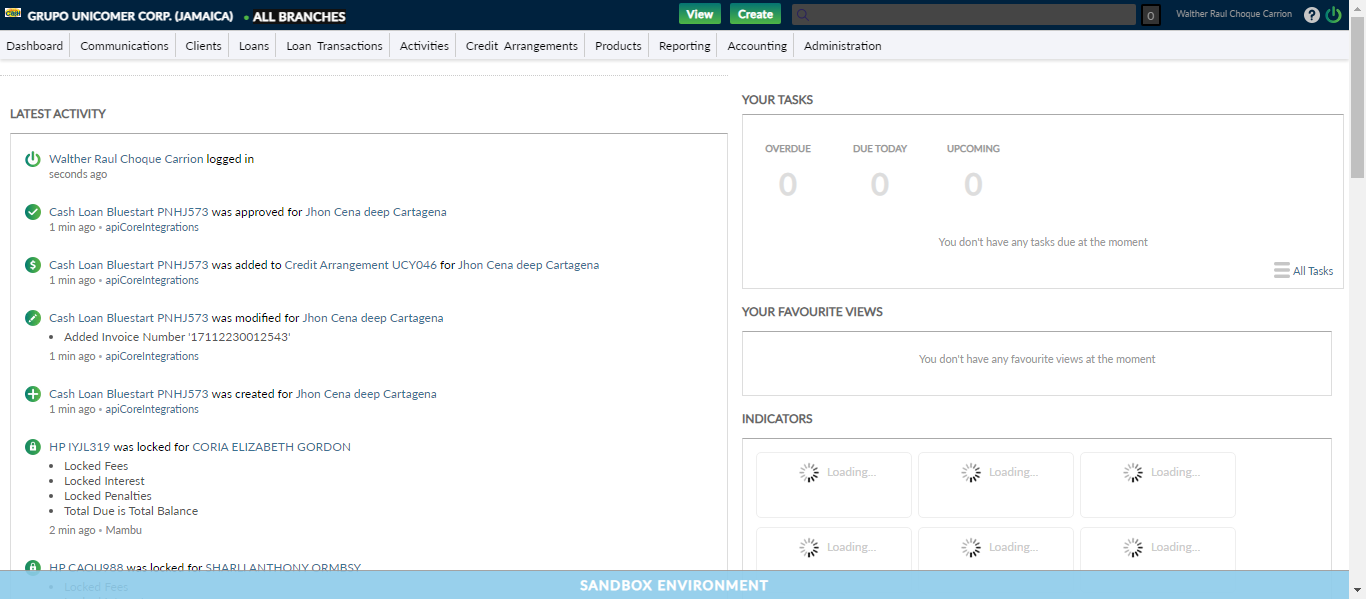 GRUPO UNICOMER CORP. (JAMAICA) • ALL BRANCHES View Create 0 Walther Raul Choque Carrion ?
Dashboard Communications Clients Loans Loan Transactions Activities Credit Arrangements Products Reporting Accounting Administration
LATEST ACTIVITY
Walther Raul Choque Carrion logged in
seconds ago
Cash Loan Bluestart PNHJ573 was approved for Jhon Cena deep Cartagena
1 min ago • apiCoreIntegrations
Cash Loan Bluestart PNHJ573 was added to Credit Arrangement UCY046 for Jhon Cena deep Cartagena
1 min ago • apiCoreIntegrations
Cash Loan Bluestart PNHJ573 was modified for Jhon Cena deep Cartagena
• Added Invoice Number '17112230012543'
1 min ago • apiCoreIntegrations
Cash Loan Bluestart PNHJ573 was created for Jhon Cena deep Cartagena
1 min ago • apiCoreIntegrations
HP IYJL319 was locked for CORIA ELIZABETH GORDON
• Locked Fees
• Locked Interest
• Locked Penalties
• Total Due is Total Balance
2 min ago • Mambu
HP CAOU988 was locked for SHARU ANTHONY ORMBSY
• Locked Fees
YOUR TASKS
OVERDUE DUE TODAY UPCOMING
0 0 0
You don't have any tasks due at the moment
All Tasks
YOUR FAVOURITE VIEWS
You don't have any favourite views at the moment
INDICATORS
Loading... Loading... Loading...
Loading... Loading... Loading...
SANDBOX ENVIRONMENT